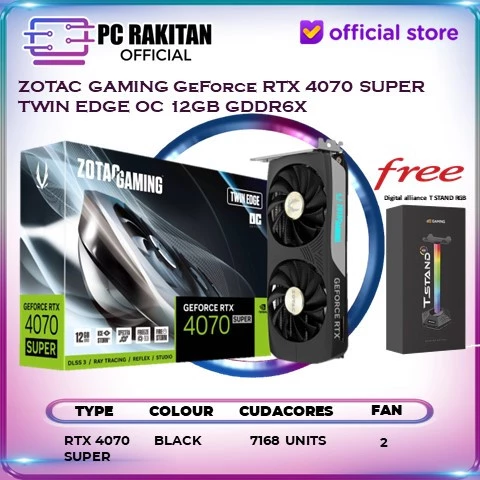 PC RAKITAN
OFFICIAL
official store
ZOTAC GAMING GeForce RTX 4070 SUPER
TWIN EDGE OC 12GB GDDR6X
free
Digital alliance T STAND RGB
ZOTAC GAMING
TWIN EDGE
OC
GEFORCE RTX
4070
SUPER
12GB
DLSS 3 / RAY TRACING / REFLEX / STUDIO
GEFORCE RTX
4070 SUPER
GEFORCE RTX
T.STAND
TYPE COLOUR CUDACORES FAN
RTX 4070 SUPER BLACK 7168 UNITS 2